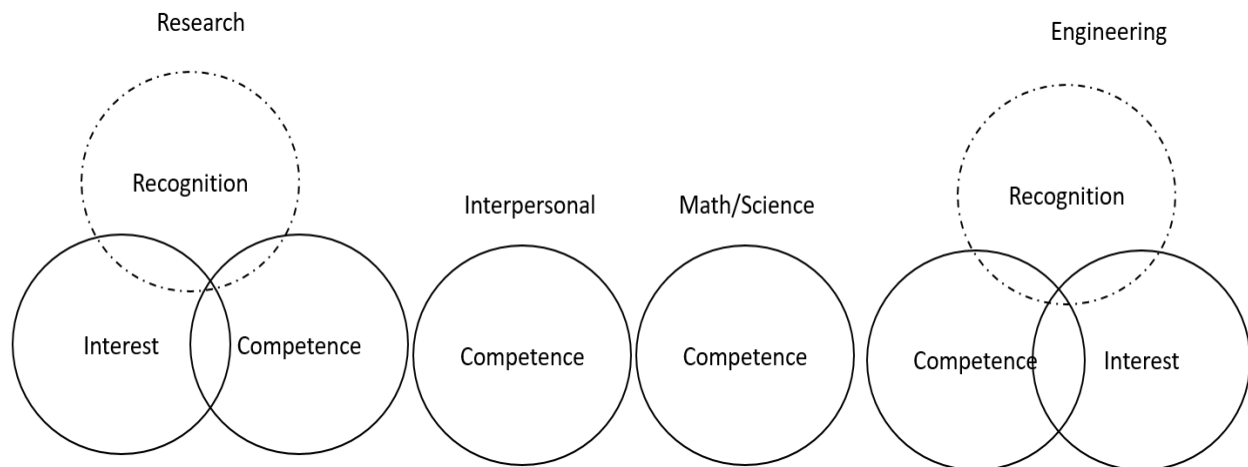 Research
Engineering
Recognition
Recognition
Interpersonal
Math/Science
Interest
Competence
Competence
Competence
Competence
Interest